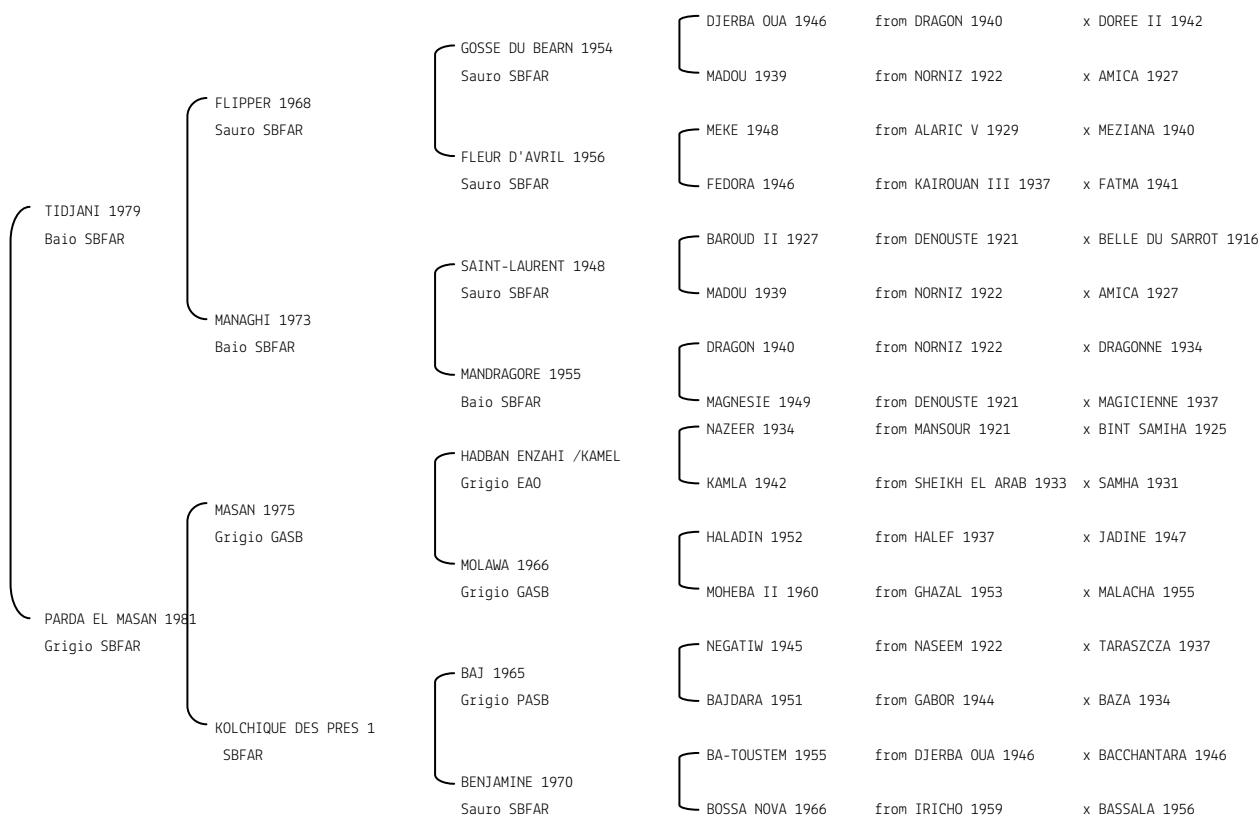 DJERBA OUA 1946 from DRAGON 1940 x DOREE II 1942
GOSSE DU BEARN 1954
Sauro SBFAR
MADOU 1939 from NORNIZ 1922 x AMICA 1927
FLIPPER 1968
Sauro SBFAR
MEKE 1948 from ALARIC V 1929 x MEZIANA 1940
FLEUR D'AVRIL 1956
Sauro SBFAR
FEDORA 1946 from KAIROUAN III 1937 x FATMA 1941
TIDJANI 1979
Baio SBFAR
BAROUD II 1927 from DENOUSTE 1921 x BELLE DU SARROT 1916
SAINT-LAURENT 1948
Sauro SBFAR
MADOU 1939 from NORNIZ 1922 x AMICA 1927
MANAGHI 1973
Baio SBFAR
DRAGON 1940 from NORNIZ 1922 x DRAGONNE 1934
MANDRAGORE 1955
Baio SBFAR
MAGNESIE 1949 from DENOUSTE 1921 x MAGICIENNE 1937
NAZEER 1934 from MANSOUR 1921 x BINT SAMIHA 1925
HADBAN ENZAHI /KAMEL
Grigio EAO
KAMLA 1942 from SHEIKH EL ARAB 1933 x SAMHA 1931
MASAN 1975
Grigio GASB
HALADIN 1952 from HALEF 1937 x JADINE 1947
MOLAWA 1966
Grigio GASB
MOHEBA II 1960 from GHAZAL 1953 x MALACHA 1955
PARDA EL MASAN 1981
Grigio SBFAR
NEGATIW 1945 from NASEEM 1922 x TARASZCZA 1937
BAJ 1965
Grigio PASB
BAJDARA 1951 from GABOR 1944 x BAZA 1934
KOLCHIQUE DES PRES 1
SBFAR
BA-TOUSTEM 1955 from DJERBA OUA 1946 x BACCHANTARA 1946
BENJAMINE 1970
Sauro SBFAR
BOSSA NOVA 1966 from IRICHO 1959 x BASSALA 1956